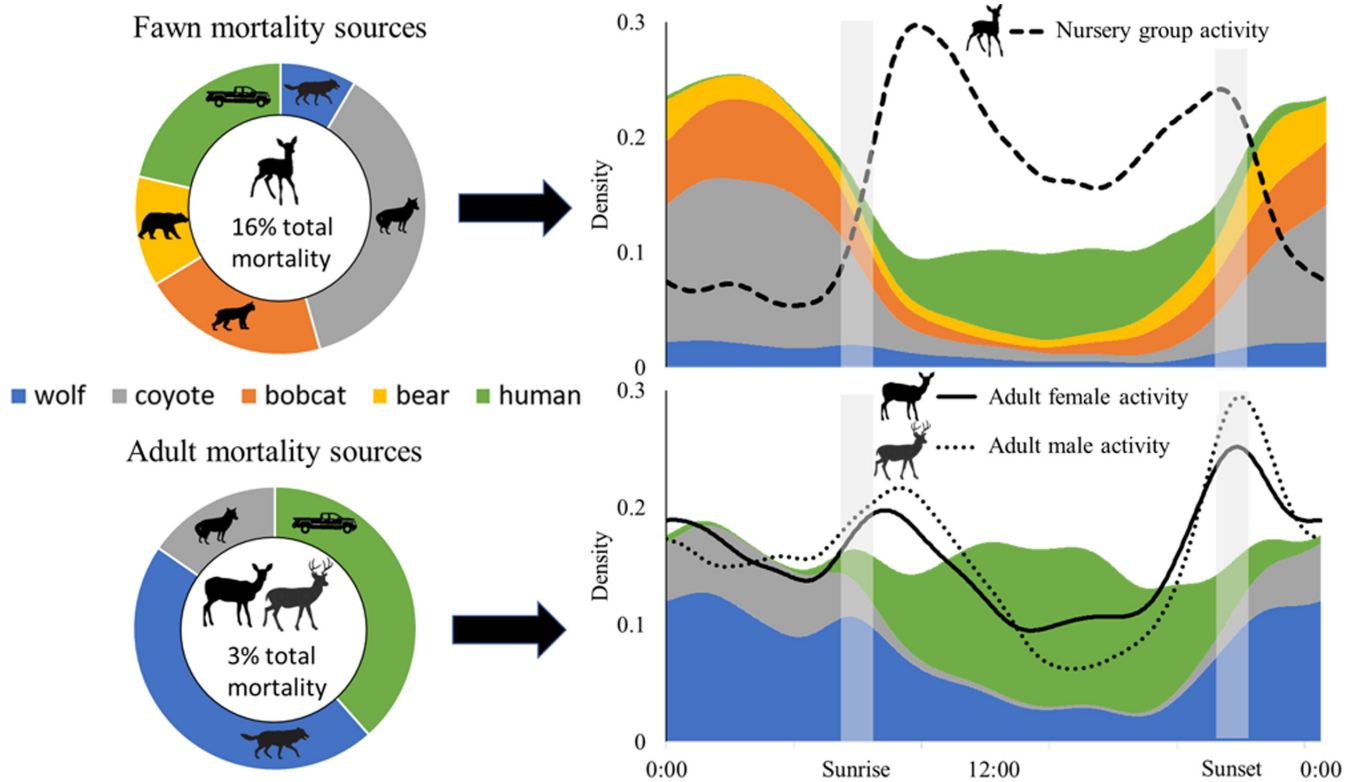 Fawn mortality sources
16% total
mortality
wolf coyote bobcat bear human
Adult mortality sources
3% total
mortality
0.3
0.2
0.1
0
Density
Nursery group activity
0.3
0.2
0.1
0
Density
Adult female activity
Adult male activity
0:00 Sunrise 12:00 Sunset 0:00